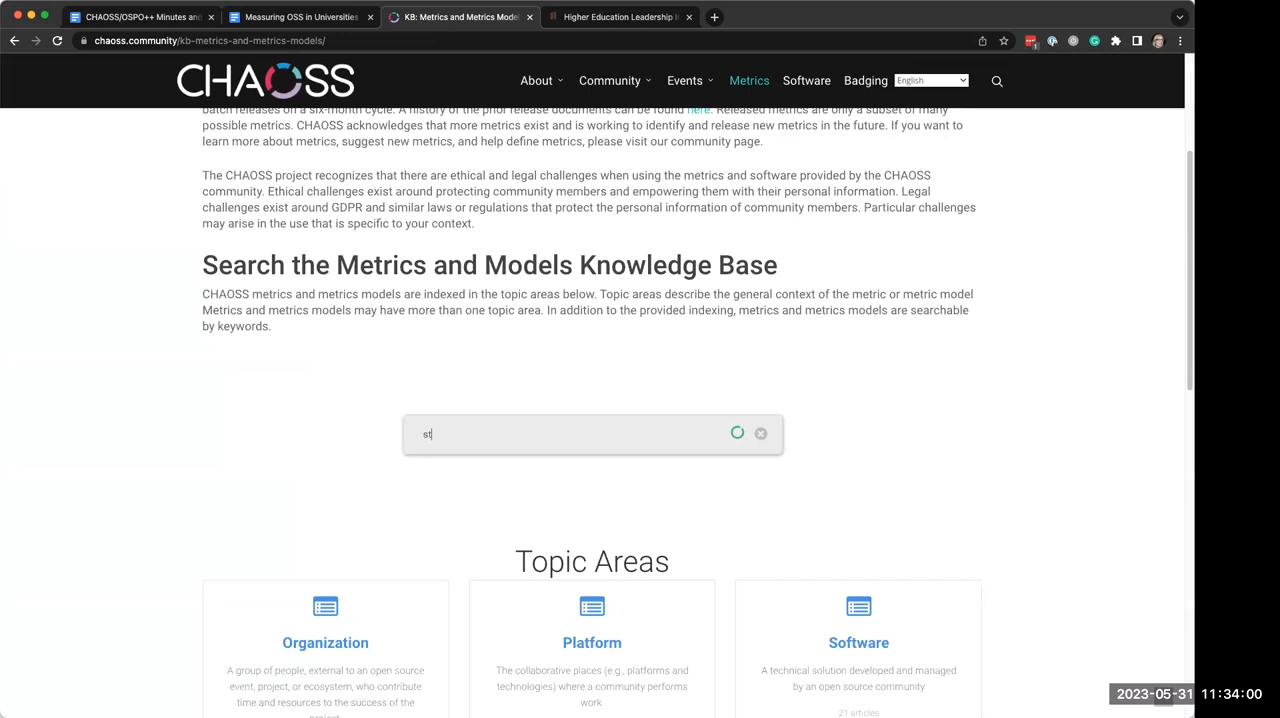 CHAOSS/OSPO++ Minutes and
Measuring OSS in Universities
KB: Metrics and Metrics Mode
Higher Education Leadership I
chaoss.community/kb-metrics-and-metrics-models/
CHAOSS
About
Community
Events
Metrics
Software
Badging
English
batch releases on a six-month cycle. A history of the prior release documents can be found here. Released metrics are only a subset of many
possible metrics. CHAOSS acknowledges that more metrics exist and is working to identify and release new metrics in the future. If you want to
learn more about metrics, suggest new metrics, and help define metrics, please visit our community page.
The CHAOSS project recognizes that there are ethical and legal challenges when using the metrics and software provided by the CHAOSS
community. Ethical challenges exist around protecting community members and empowering them with their personal information. Legal
challenges exist around GDPR and similar laws or regulations that protect the personal information of community members. Particular challenges
may arise in the use that is specific to your context.
Search the Metrics and Models Knowledge Base
CHAOSS metrics and metrics models are indexed in the topic areas below. Topic areas describe the general context of the metric or metric model
Metrics and metrics models may have more than one topic area. In addition to the provided indexing, metrics and metrics models are searchable
by keywords.
st
Topic Areas
Organization
A group of people, external to an open source
event, project, or ecosystem, who contribute
time and resources to the success of the
project.
Platform
The collaborative places (e.g., platforms and
technologies) where a community performs
work.
Software
A technical solution developed and managed
by an open source community
21 articles
2023-05-31 11:34:00